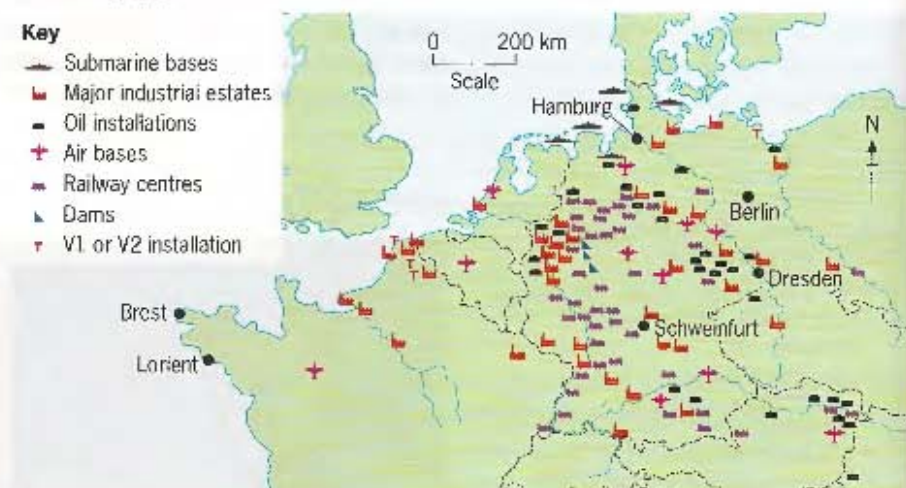 Key
Submarine bases
Major industrial estates
Oil installations
Air bases
Railway centres
Dams
V1 or V2 installation
0 200 km
Scale
Hamburg
N
Berlin
Dresden
Brest
Schweinfurt
Lorient